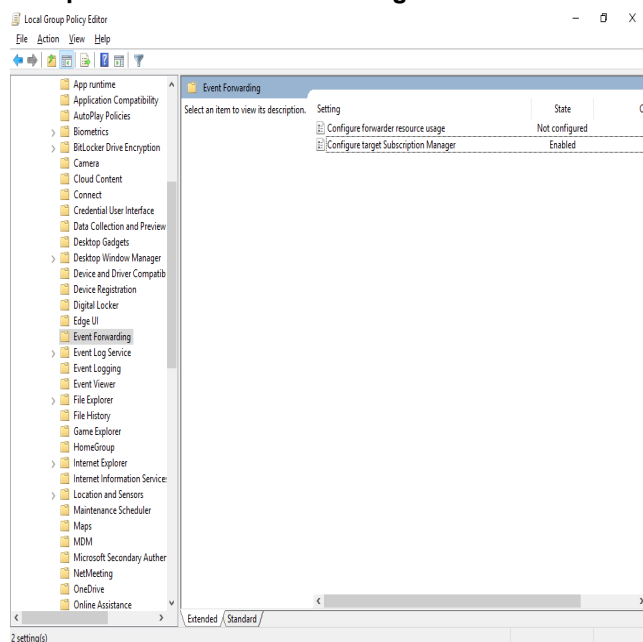 Local Group Policy Editor
File Action View Help
App runtime
Application Compatibility
AutoPlay Policies
Biometrics
BitLocker Drive Encryption
Camera
Cloud Content
Connect
Credential User Interface
Data Collection and Preview
Desktop Gadgets
Desktop Window Manager
Device and Driver Compatib
Device Registration
Digital Locker
Edge UI
Event Forwarding
Event Log Service
Event Logging
Event Viewer
File Explorer
File History
Game Explorer
HomeGroup
Internet Explorer
Internet Information Service
Location and Sensors
Maintenance Scheduler
Maps
MDM
Microsoft Secondary Auther
NetMeeting
OneDrive
Online Assistance
Event Forwarding
Select an item to view its description.
Setting State
Configure forwarder resource usage Not configured
Configure target Subscription Manager Enabled
Extended Standard
2 setting(s)